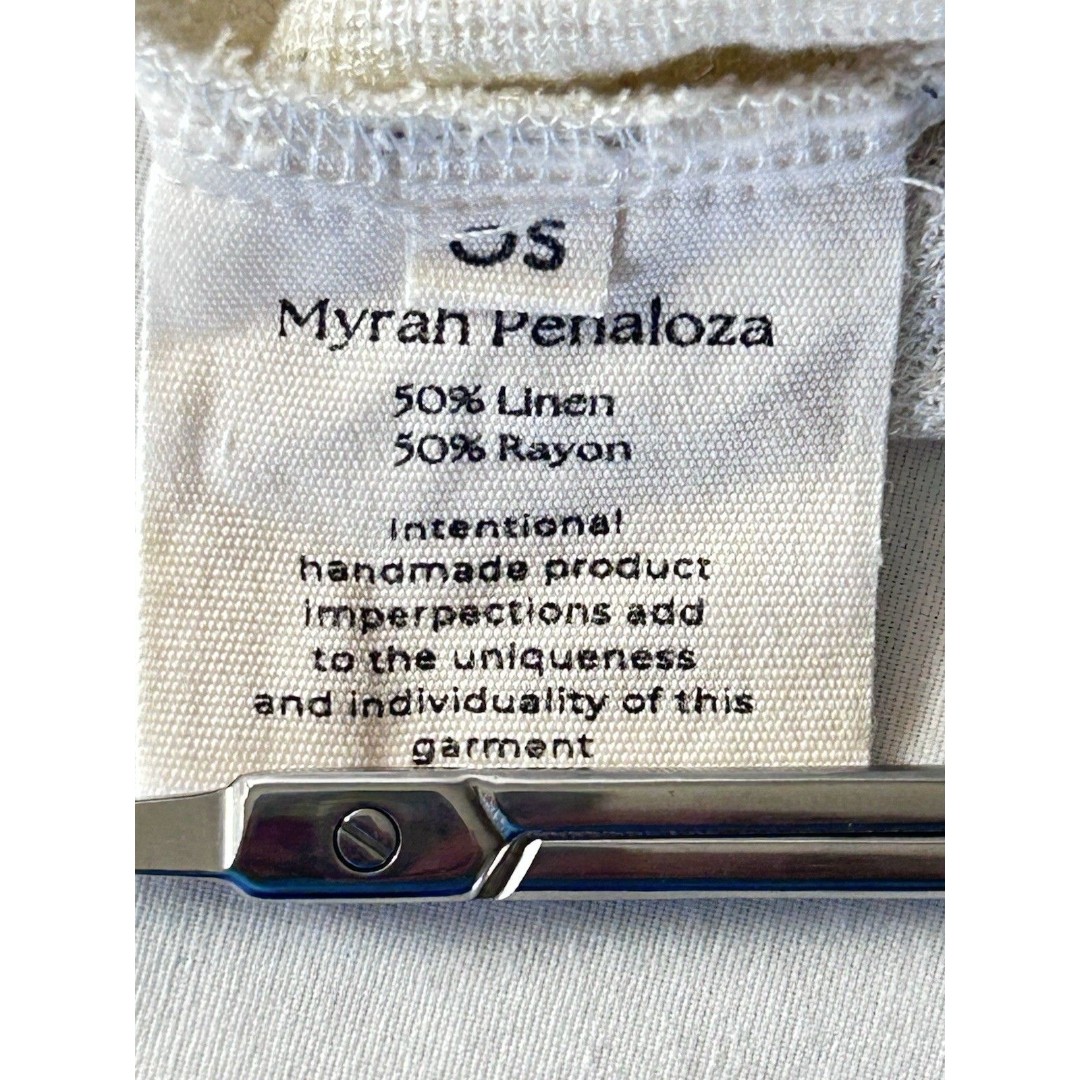 OS
Myrah Penaloza
50% Linen
50% Rayon
Intentional
handmade product
imperpections add
to the uniqueness
and individuality of this
garment